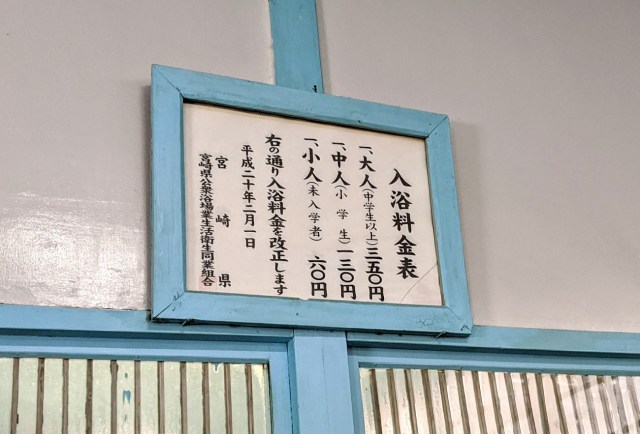 入浴料金表
一、大人（中学生以上）三五〇円
一、中人（小学生）一三〇円
一、小人（未入学者）六〇円
右の通り入浴料金を改正します
平成二十年二月一日
宮崎県
宮崎県公衆浴場業生活衛生同業組合